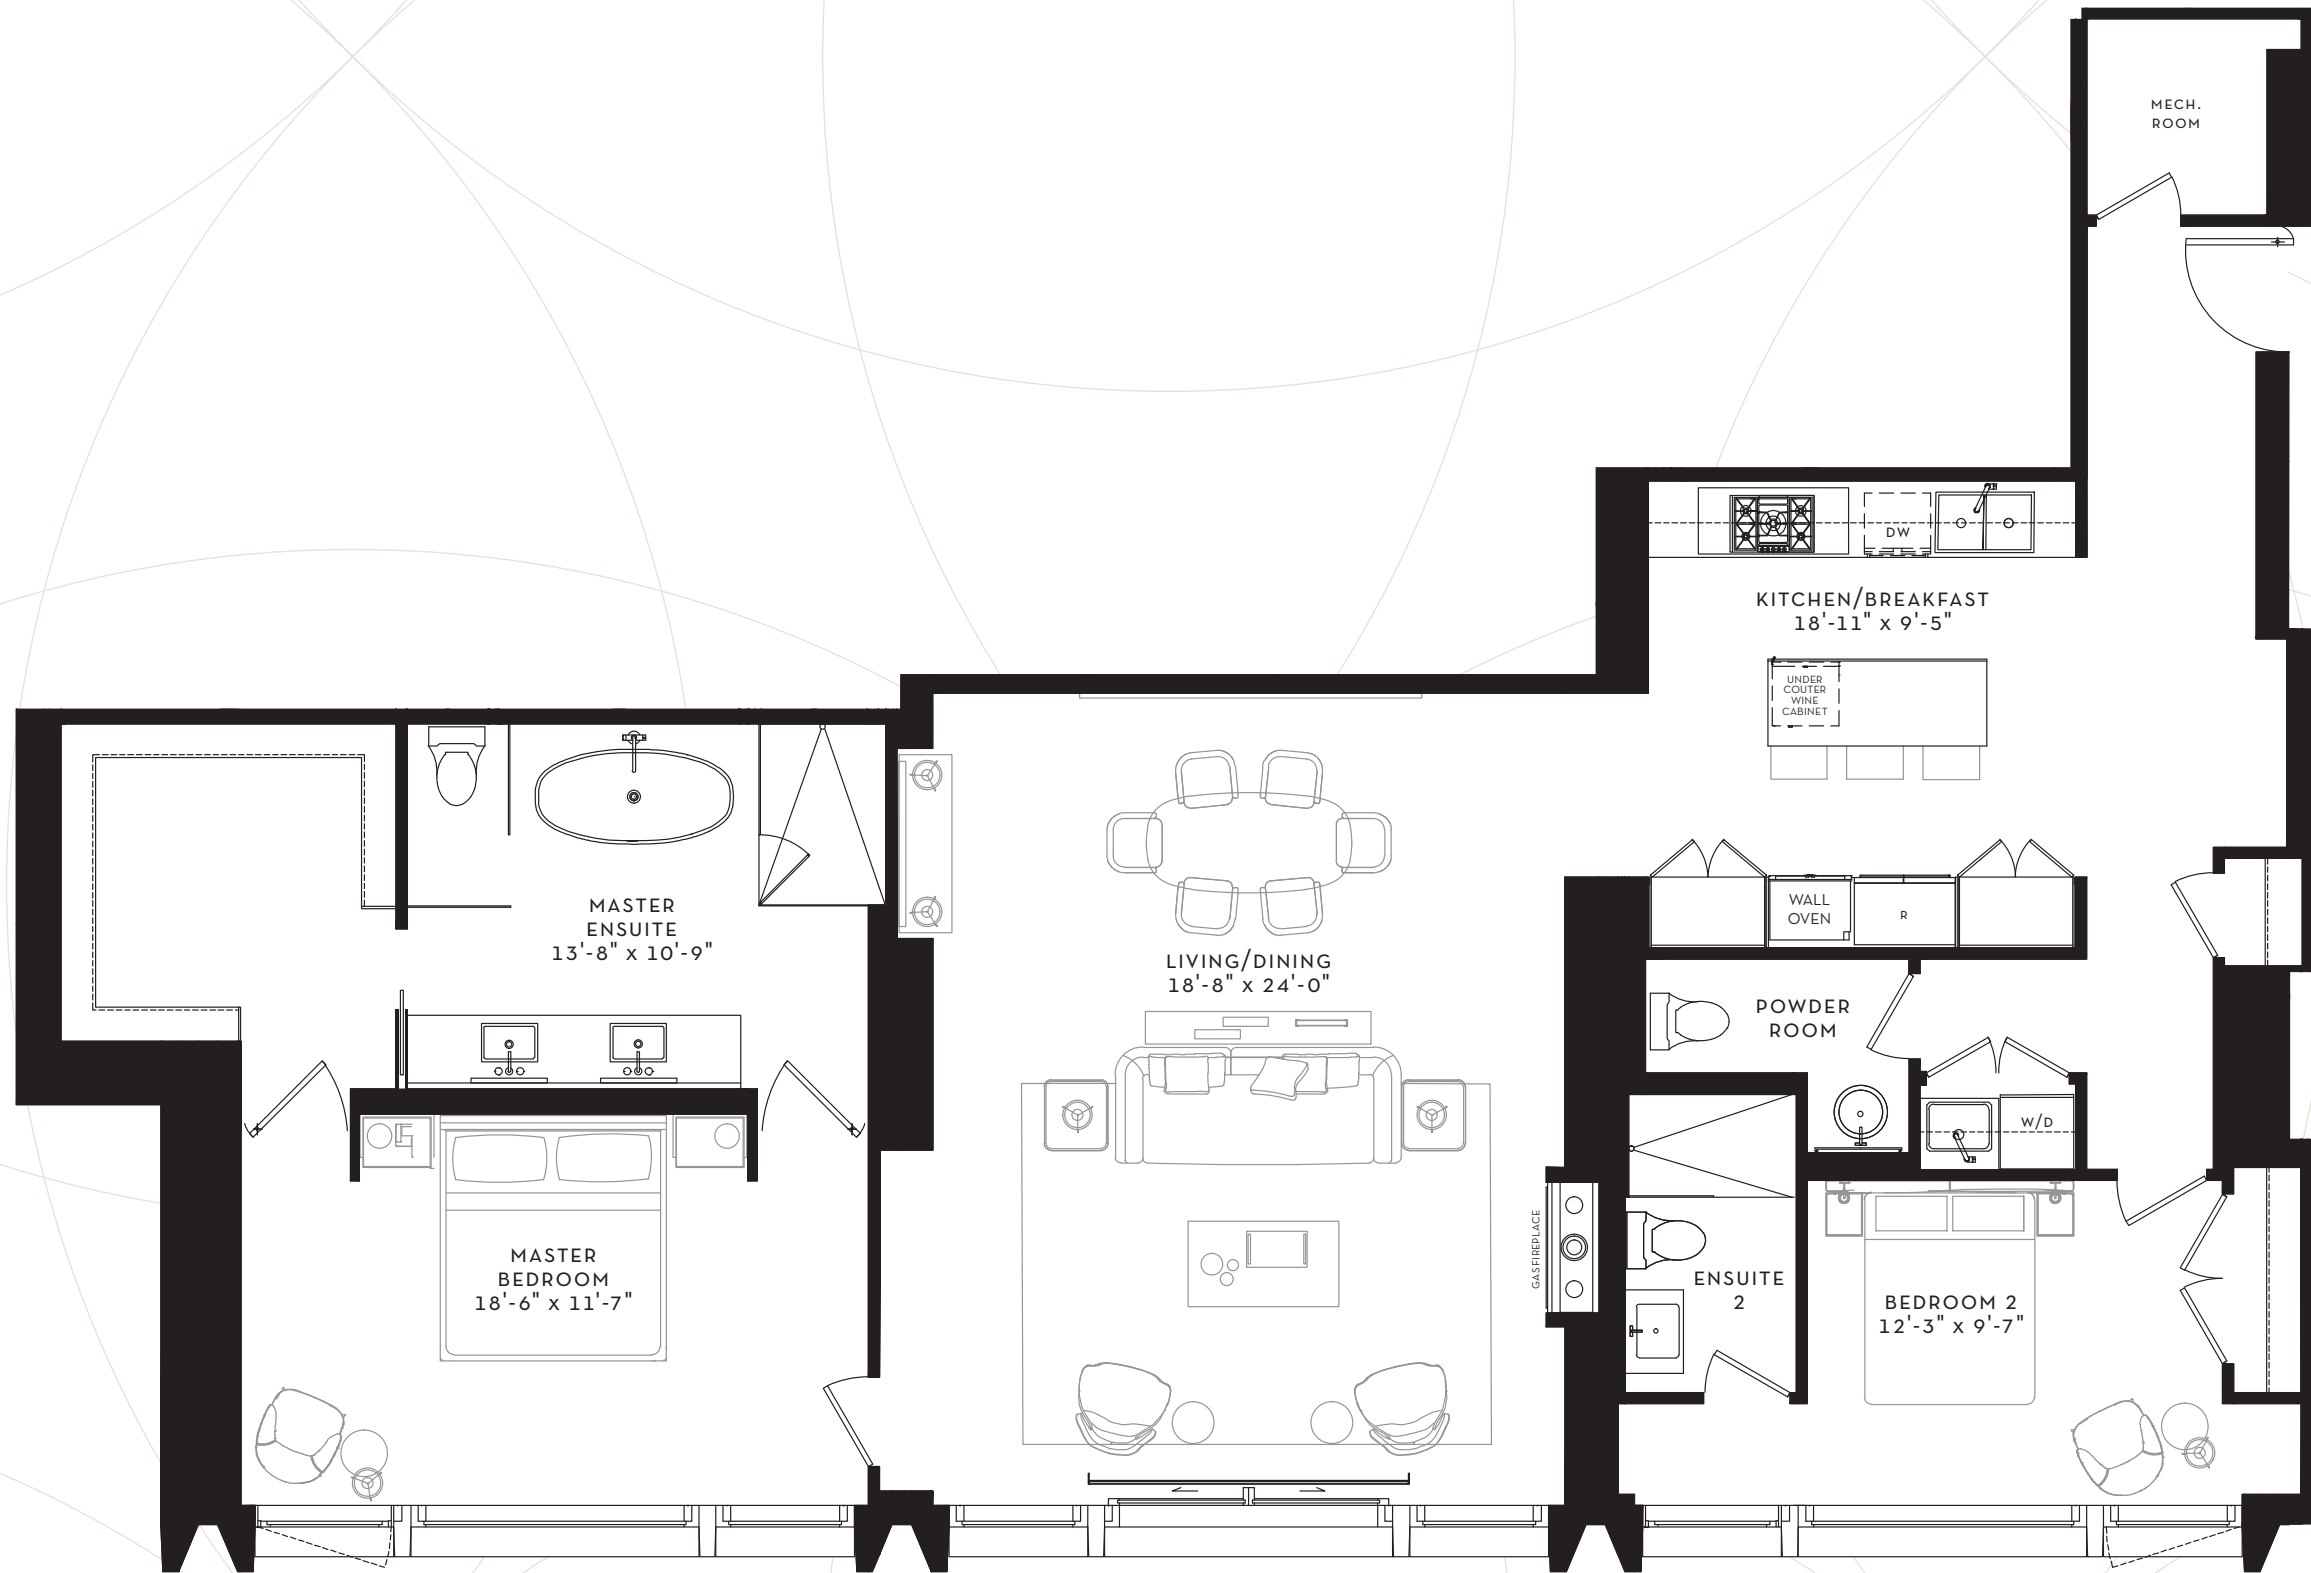 MECH.
ROOM
DW
KITCHEN/BREAKFAST
18'-11" x 9'-5"
UNDER
COUTER
WINE
CABINET
WALL
OVEN
R
MASTER
ENSUITE
13'-8" x 10'-9"
LIVING/DINING
18'-8" x 24'-0"
POWDER
ROOM
W/D
GAS FIREPLACE
MASTER
BEDROOM
18'-6" x 11'-7"
ENSUITE
2
BEDROOM 2
12'-3" x 9'-7"